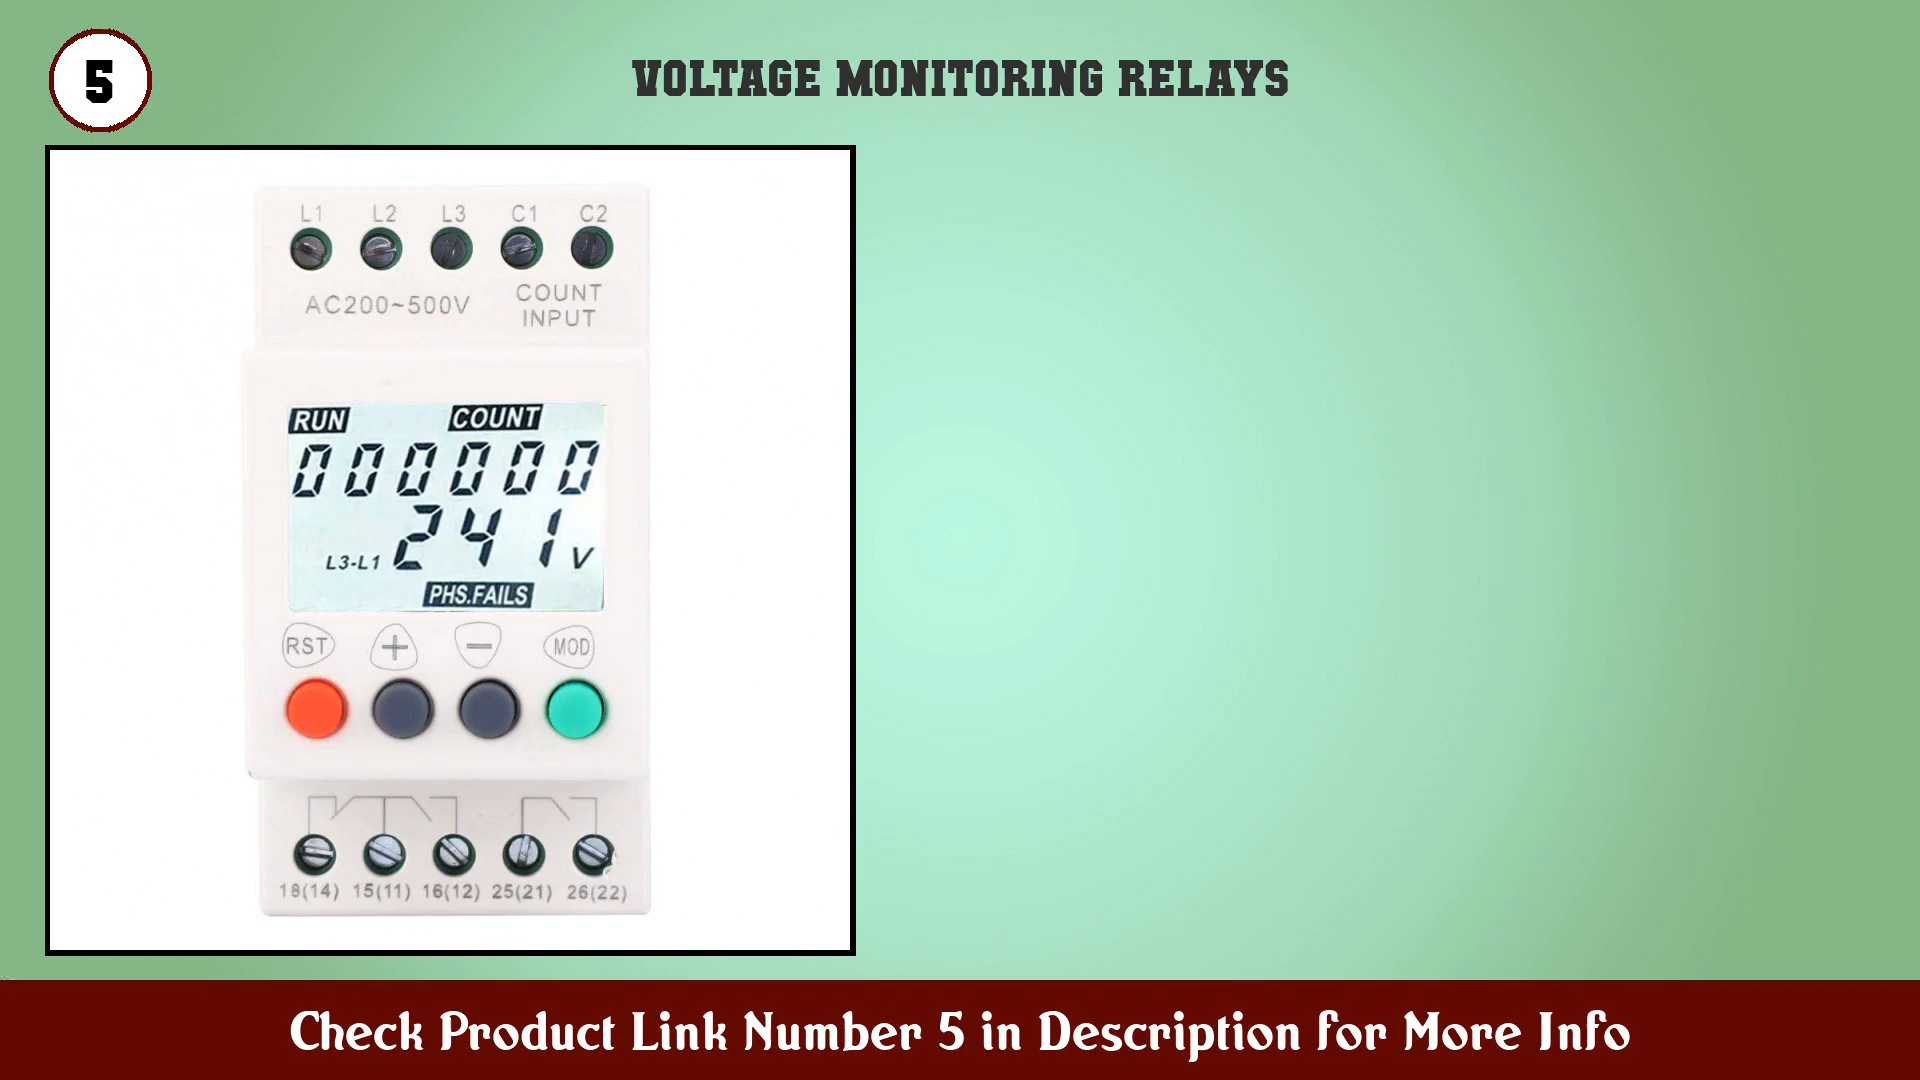 5
VOLTAGE MONITORING RELAYS
L1 L2 L3 C1 C2
AC200~500V
COUNT
INPUT
RUN COUNT
000000
L3-L1 241 V
PHS.FAILS
RST + − MOD
18(14) 15(11) 16(12) 25(21) 26(22)
Check Product Link Number 5 in Description for More Info